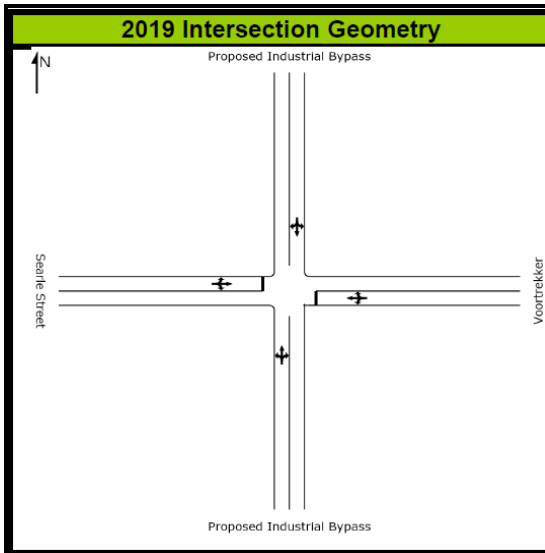 2019 Intersection Geometry
Proposed Industrial Bypass
N
Searle Street
Voortrekker
Proposed Industrial Bypass